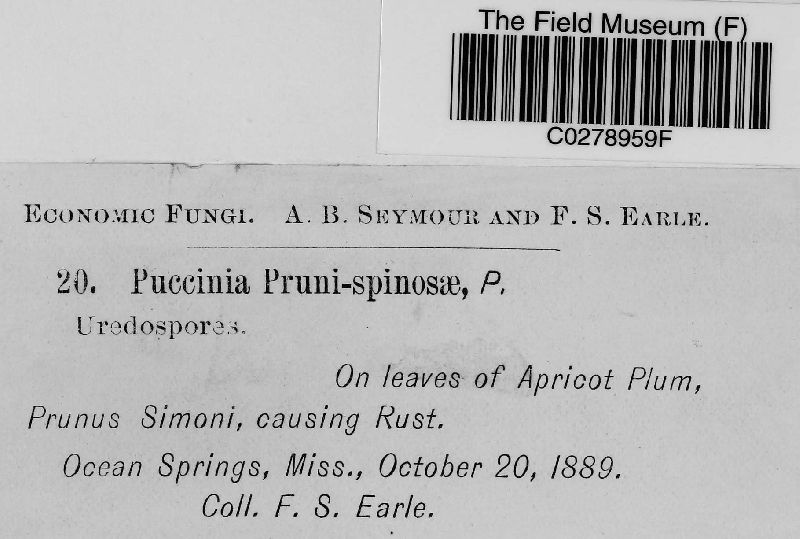 The Field Museum (F)
C0278959F
Economic Fungi. A. B. Seymour and F. S. Earle.
20. Puccinia Pruni-spinosæ, P.
Uredospores.
On leaves of Apricot Plum,
Prunus Simoni, causing Rust.
Ocean Springs, Miss., October 20, 1889.
Coll. F. S. Earle.